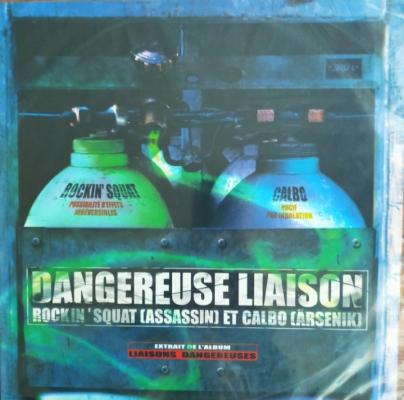 ROCKIN' SQUAT
POSSIBILITÉ D'EFFETS
IRRÉVERSIBLES
CALBO
NOCIF
PAR INHALATION
DANGEREUSE LIAISON
ROCKIN' SQUAT (ASSASSIN) ET CALBO (ÄRSENIK)
EXTRAIT DE L'ALBUM
LIAISONS DANGEREUSES